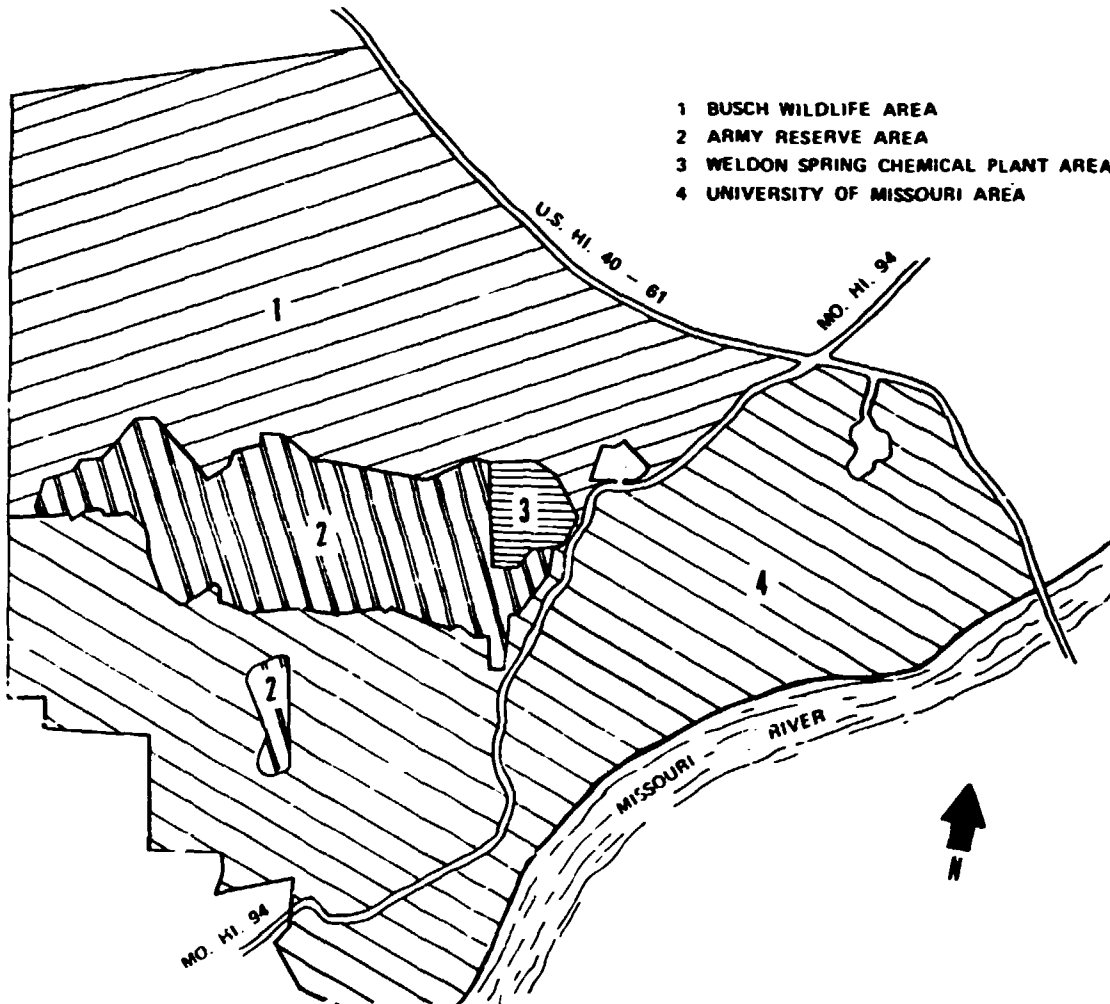 1 BUSCH WILDLIFE AREA
2 ARMY RESERVE AREA
3 WELDON SPRING CHEMICAL PLANT AREA
4 UNIVERSITY OF MISSOURI AREA
U.S. HI. 40 - 61
MO. HI. 94
1
3
2
4
2
MISSOURI RIVER
N
MO. HI. 94